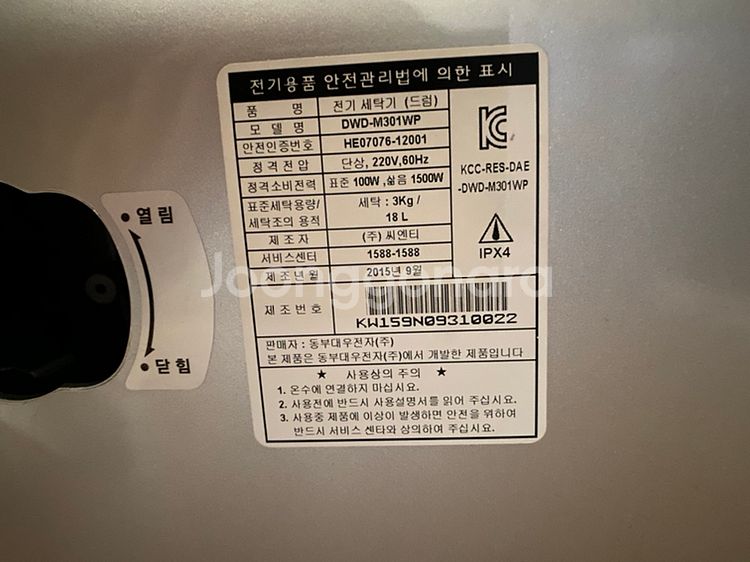 전기용품 안전관리법에 의한 표시
품 명 전기 세탁기 (드럼)
모 델 명 DWD-M301WP
안전인증번호 HE07076-12001
정 격 전 압 단상, 220V,60Hz
정격소비전력 표준 100W ,삶음 1500W
표준세탁용량/ 세탁 : 3Kg /
세탁조의 용적 18 L
제 조 자 (주) 씨엔티
서비스센터 1588-1588
제 조 년 월 2015년 9월
제 조 번 호
KW159N09310022
KCC-RES-DAE
-DWD-M301WP
IPX4
판매자 : 동부대우전자(주)
본 제품은 동부대우전자(주)에서 개발한 제품입니다
★ 사용상의 주의 ★
1. 온수에 연결하지 마십시요.
2. 사용전에 반드시 사용설명서를 읽어 주십시요.
3. 사용중 제품에 이상이 발생하면 안전을 위하여
반드시 서비스 센타와 상의하여 주십시요.
• 열림
• 닫힘
Joonggonara